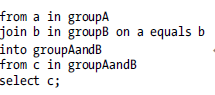 from a in groupA
join b in groupB on a equals b
into groupAandB
from c in groupAandB
select c;